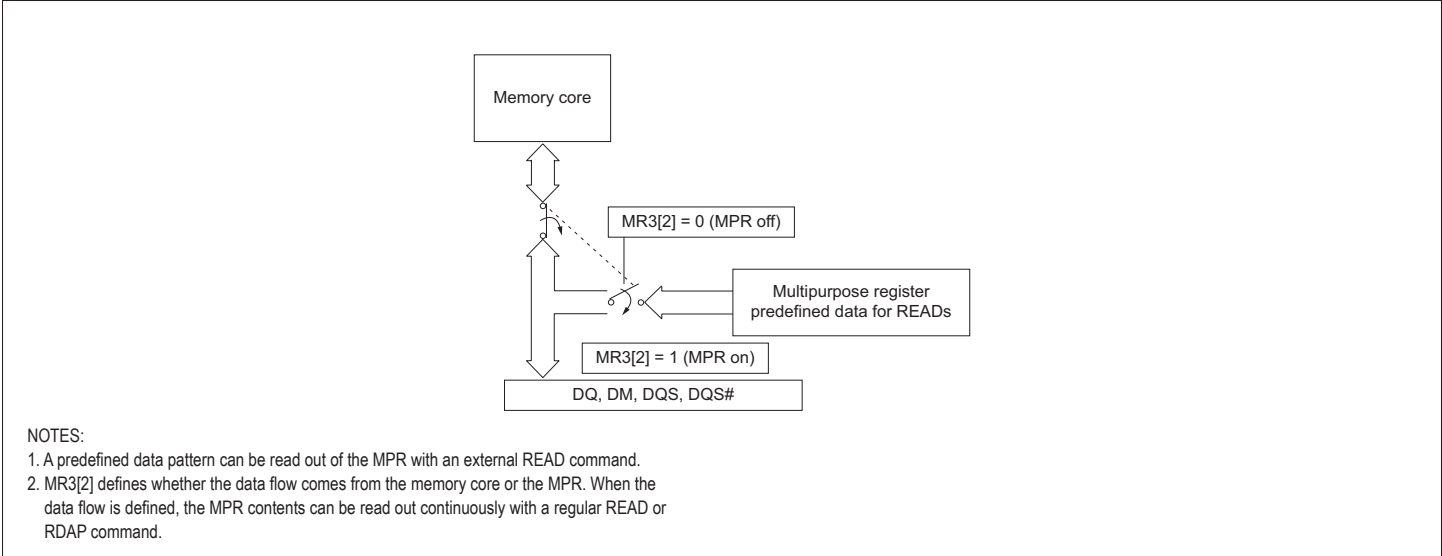 Memory core
MR3[2] = 0 (MPR off)
Multipurpose register
predefined data for READs
MR3[2] = 1 (MPR on)
DQ, DM, DQS, DQS#
NOTES:
1. A predefined data pattern can be read out of the MPR with an external READ command.
2. MR3[2] defines whether the data flow comes from the memory core or the MPR. When the
data flow is defined, the MPR contents can be read out continuously with a regular READ or
RDAP command.